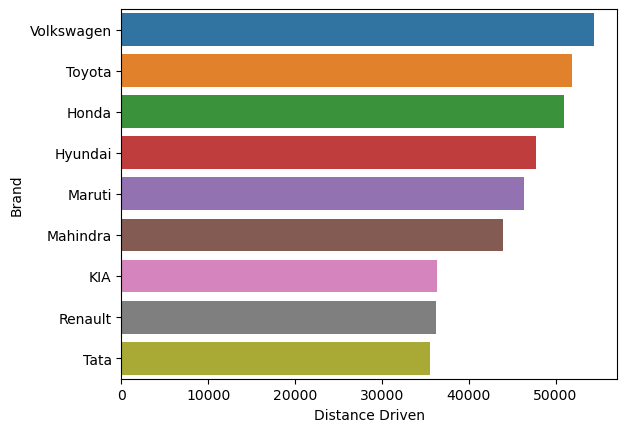 Volkswagen
Toyota
Honda
Hyundai
Maruti
Mahindra
KIA
Renault
Tata
Brand
0 10000 20000 30000 40000 50000
Distance Driven